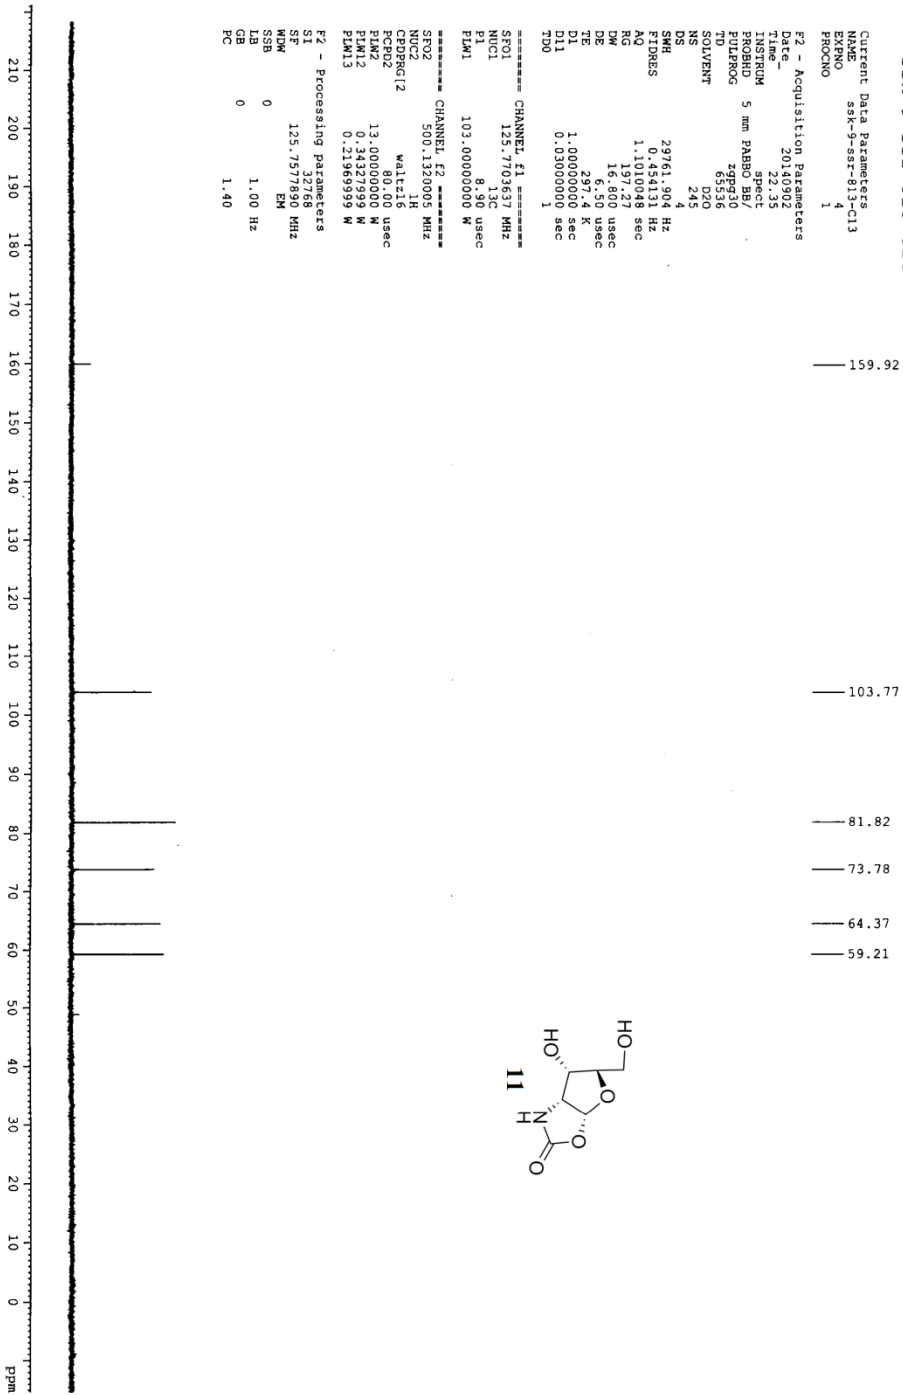 Current Data Parameters
NAME ssk-9-ssr-813-C13
EXPNO 4
PROCNO 1
F2 - Acquisition Parameters
Date_ 20140902
Time 22.35
INSTRUM spect
PROBHD 5 mm PABBO BB/
PULPROG zgpg30
TD 65536
SOLVENT D2O
NS 245
DS 4
SWH 29761.904 Hz
FIDRES 0.454131 Hz
AQ 1.1010048 sec
RG 197.27
DW 16.800 usec
DE 6.50 usec
TE 297.4 K
D1 1.00000000 sec
D11 0.03000000 sec
TD0 1
======== CHANNEL f1 ========
SFO1 125.7703637 MHz
NUC1 13C
P1 8.90 usec
PLW1 103.00000000 W
======== CHANNEL f2 ========
SFO2 500.1320005 MHz
NUC2 1H
CPDPRG[2 waltz16
PCPD2 80.00 usec
PLW2 13.00000000 W
PLW12 0.34327999 W
PLW13 0.21969999 W
F2 - Processing parameters
SI 32768
SF 125.7577890 MHz
WDW EM
SSB 0
LB 1.00 Hz
GB 0
PC 1.40
159.92
103.77
81.82
73.78
64.37
59.21
HO
O
O
HO
N
H
O
11
210 200 190 180 170 160 150 140 130 120 110 100 90 80 70 60 50 40 30 20 10 0 ppm